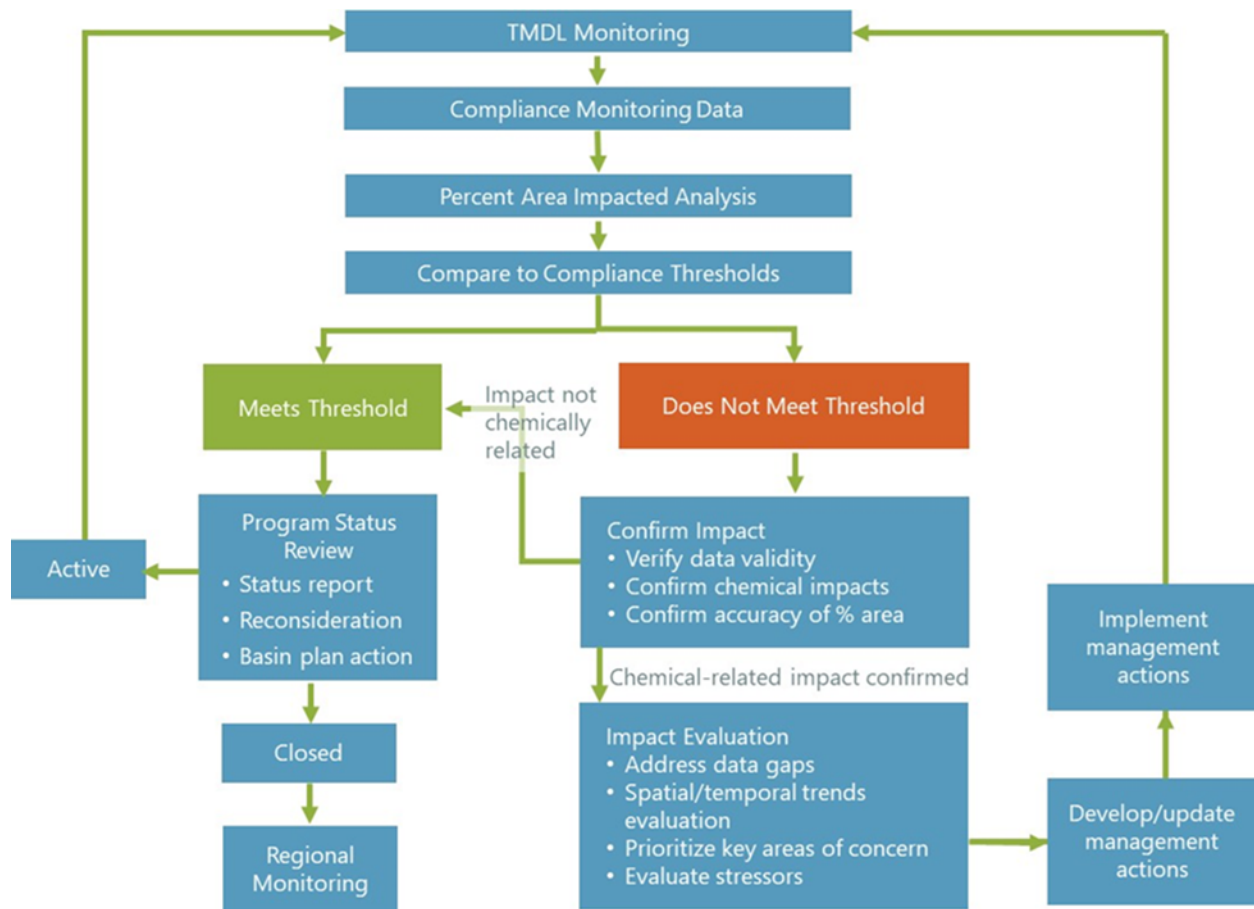 TMDL Monitoring
Compliance Monitoring Data
Percent Area Impacted Analysis
Compare to Compliance Thresholds
Meets Threshold
Impact not
chemically
related
Does Not Meet Threshold
Program Status
Review
• Status report
• Reconsideration
• Basin plan action
Active
Closed
Regional
Monitoring
Confirm Impact
• Verify data validity
• Confirm chemical impacts
• Confirm accuracy of % area
Chemical-related impact confirmed
Impact Evaluation
• Address data gaps
• Spatial/temporal trends
evaluation
• Prioritize key areas of concern
• Evaluate stressors
Implement
management
actions
Develop/update
management
actions